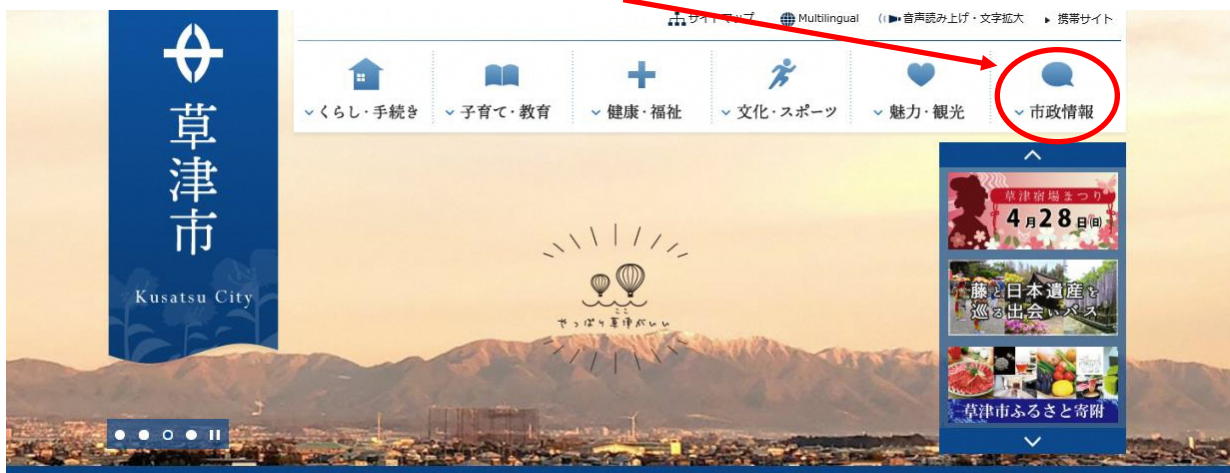 サイトマップ Multilingual 音声読み上げ・文字拡大 携帯サイト
くらし・手続き 子育て・教育 健康・福祉 文化・スポーツ 魅力・観光 市政情報
草津市
Kusatsu City
草津宿場まつり
4月28日(日)
藤と日本遺産を
巡る出会いバス
草津市ふるさと寄附
ここ
やっぱり草津がいい